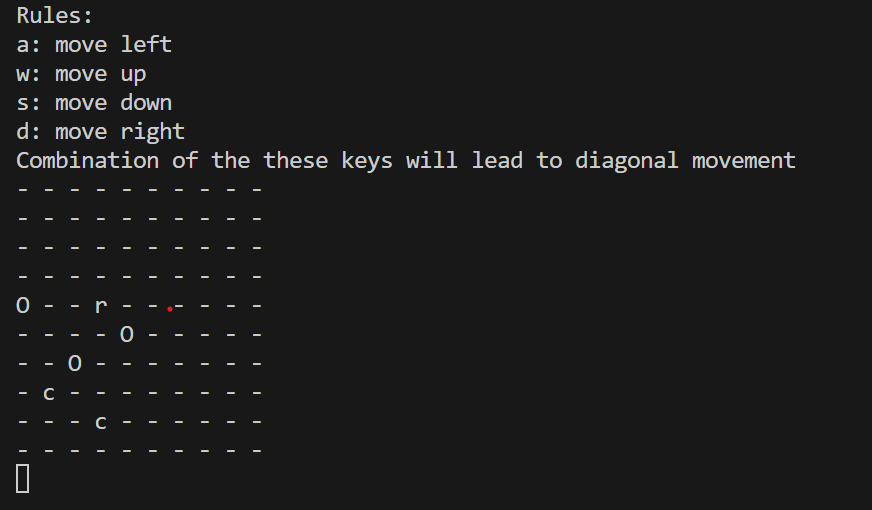 Rules:
a: move left
w: move up
s: move down
d: move right
Combination of the these keys will lead to diagonal movement
- - - - - - - - - -
- - - - - - - - - -
- - - - - - - - - -
- - - - - - - - - -
O - - r - - - - - -
- - - - O - - - - -
- - O - - - - - - -
- c - - - - - - - -
- - - c - - - - - -
- - - - - - - - - -